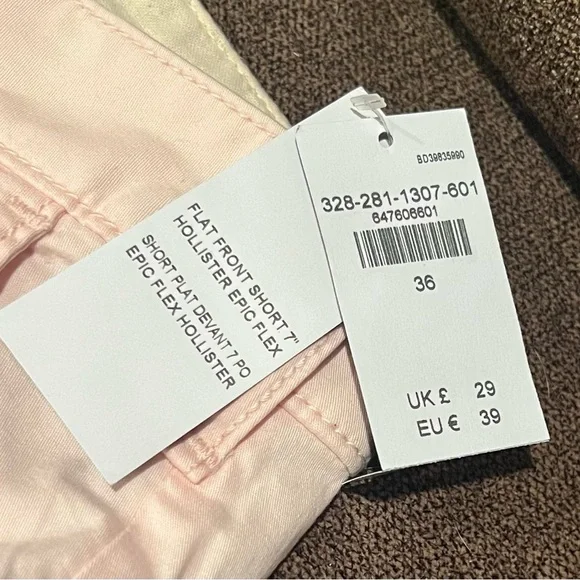 FLAT FRONT SHORT 7"
HOLLISTER EPIC FLEX
SHORT PLAT DEVANT 7 PO
EPIC FLEX HOLLISTER
BD39835990
328-281-1307-601
647606601
36
UK £ 29
EU € 39